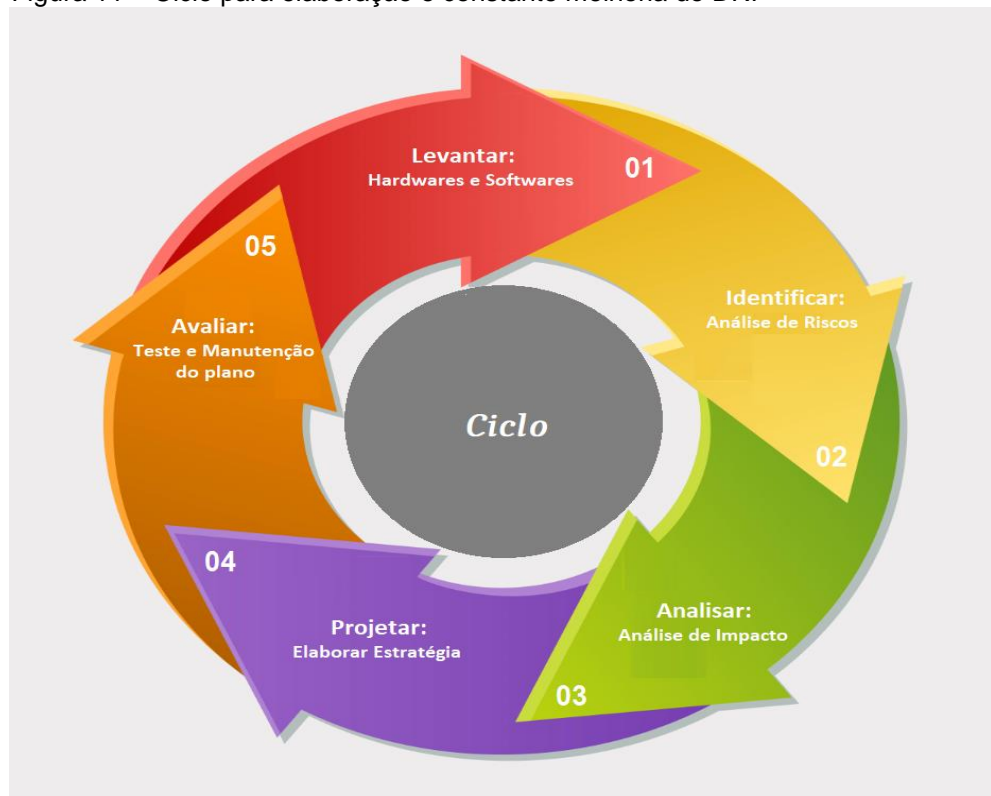 Levantar:
Hardwares e Softwares
01
Identificar:
Análise de Riscos
02
Analisar:
Análise de Impacto
03
Projetar:
Elaborar Estratégia
04
Avaliar:
Teste e Manutenção
do plano
05
Ciclo